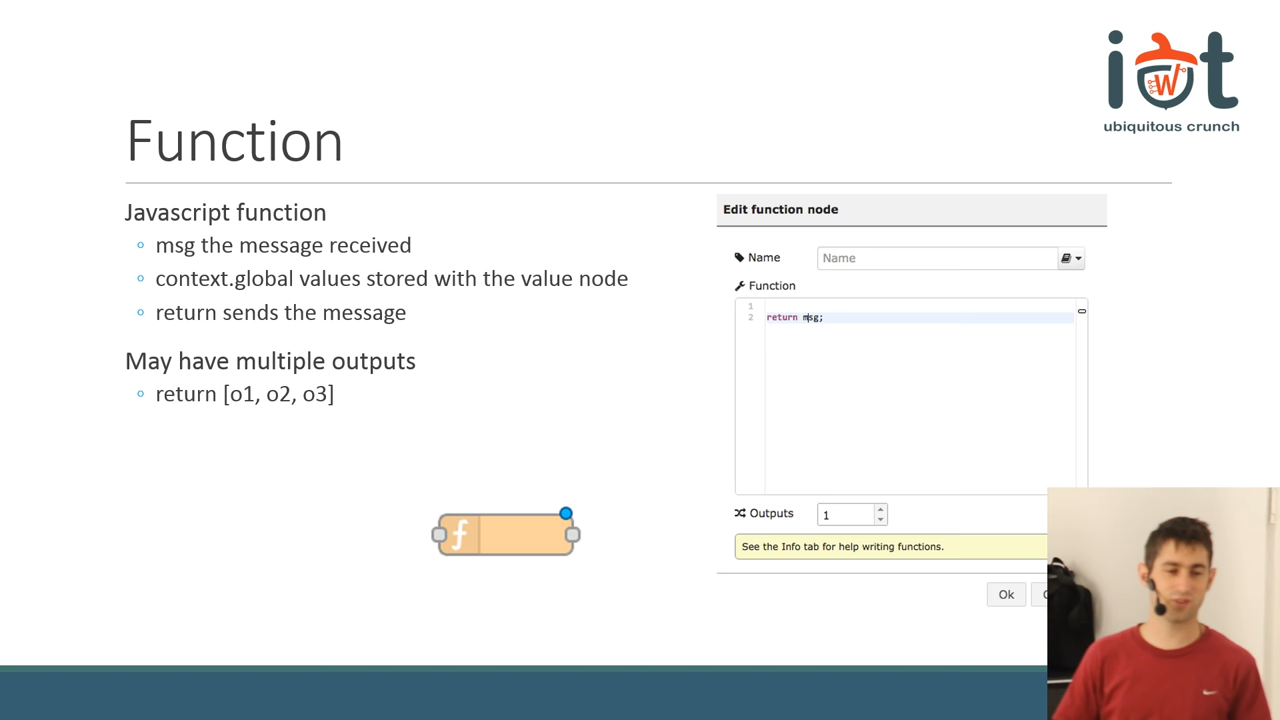 iot
W
ubiquitous crunch
Function
Javascript function
msg the message received
context.global values stored with the value node
return sends the message
May have multiple outputs
return [o1, o2, o3]
Edit function node
Name
Name
Function
1
2 return msg;
Outputs
1
See the Info tab for help writing functions.
Ok
f